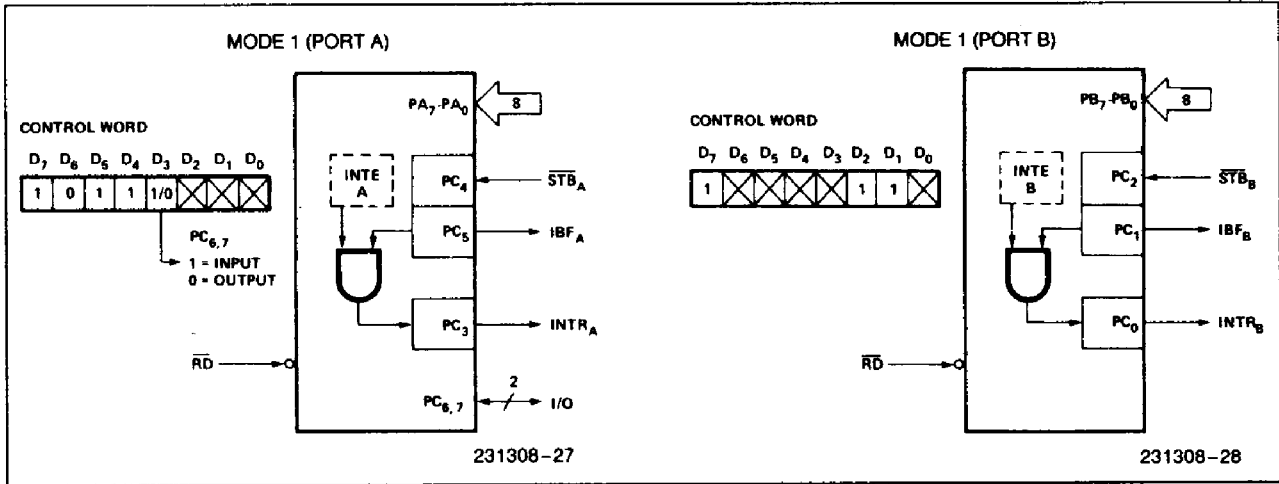 MODE 1 (PORT A)
CONTROL WORD
D7 D6 D5 D4 D3 D2 D1 D0
1 0 1 1 1/0
PC6,7
1 = INPUT
0 = OUTPUT
PA7-PA0
8
INTE
A
PC4
STBA
PC5
IBFA
PC3
INTRA
RD
PC6,7
2
I/O
231308-27
MODE 1 (PORT B)
CONTROL WORD
D7 D6 D5 D4 D3 D2 D1 D0
1 1 1
PB7-PB0
8
INTE
B
PC2
STBB
PC1
IBFB
PC0
INTRB
RD
231308-28